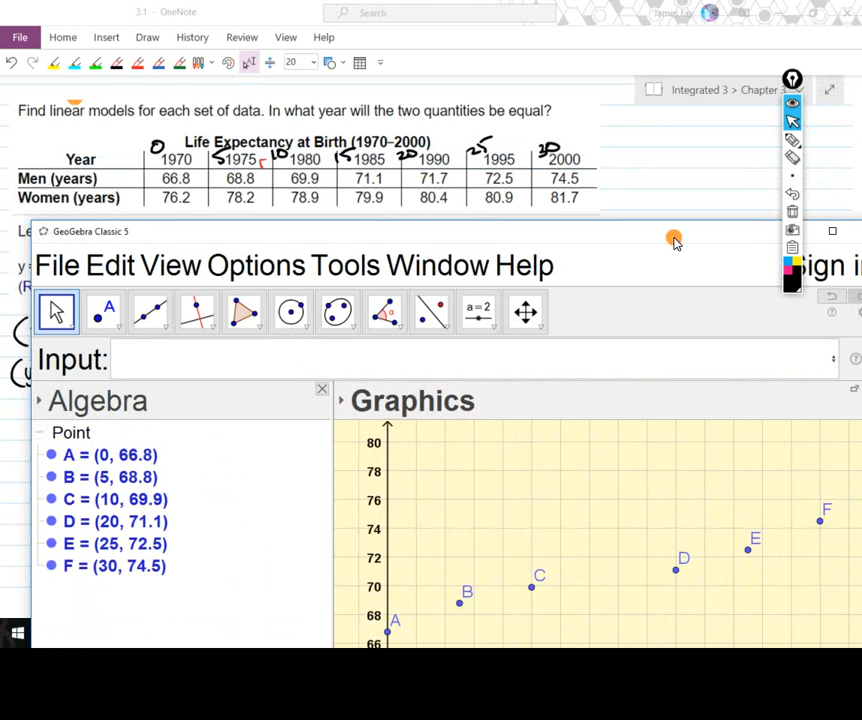 3.1 - OneNote
Search
James Fay
File Home Insert Draw History Review View Help
20
Integrated 3 > Chapter 3
Find linear models for each set of data. In what year will the two quantities be equal?
Life Expectancy at Birth (1970–2000)
0 5 10 15 20 25 30
Year 1970 1975 1980 1985 1990 1995 2000
Men (years) 66.8 68.8 69.9 71.1 71.7 72.5 74.5
Women (years) 76.2 78.2 78.9 79.9 80.4 80.9 81.7
Le
GeoGebra Classic 5
y=
(R
File Edit View Options Tools Window Help
Sign i
A
α
a = 2
Input:
Algebra
Graphics
Point
A = (0, 66.8)
B = (5, 68.8)
C = (10, 69.9)
D = (20, 71.1)
E = (25, 72.5)
F = (30, 74.5)
80
78
76
74
72
70
68
66
A
B
C
D
E
F